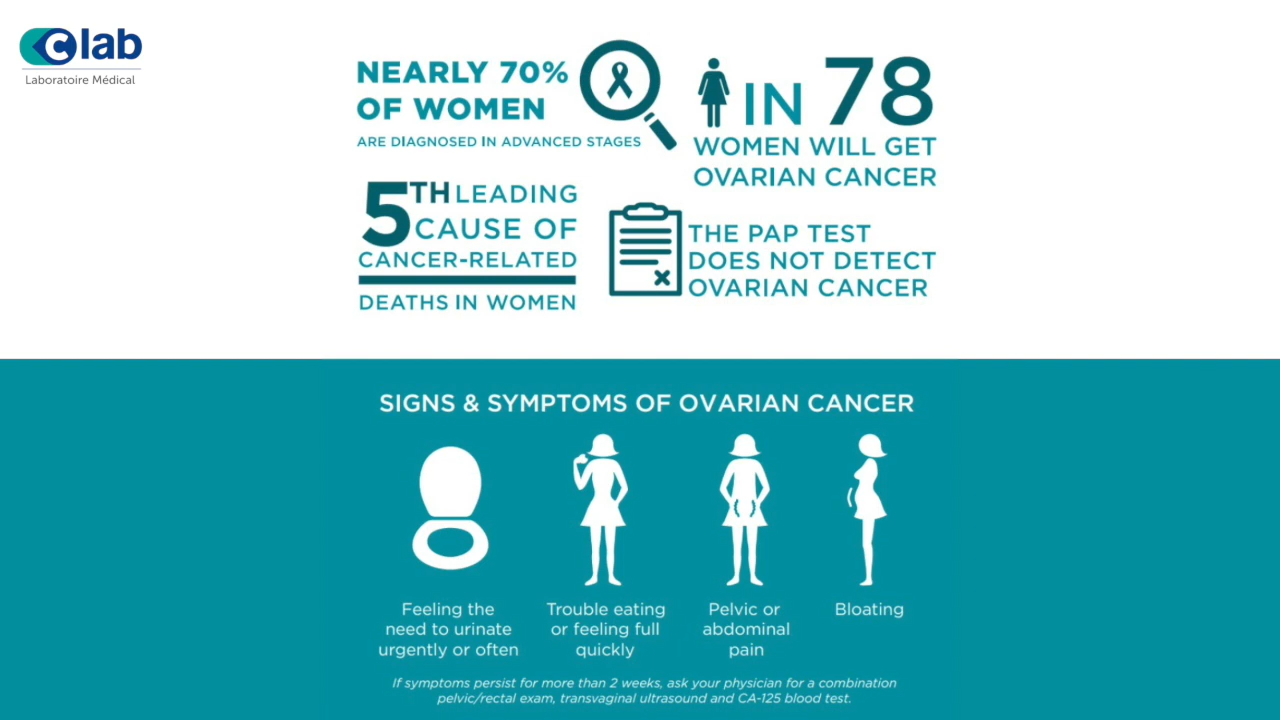 Clab
Laboratoire Médical
NEARLY 70%
OF WOMEN
ARE DIAGNOSED IN ADVANCED STAGES
IN 78
WOMEN WILL GET
OVARIAN CANCER
5TH LEADING
CAUSE OF
CANCER-RELATED
DEATHS IN WOMEN
THE PAP TEST
DOES NOT DETECT
OVARIAN CANCER
SIGNS & SYMPTOMS OF OVARIAN CANCER
Feeling the
need to urinate
urgently or often
Trouble eating
or feeling full
quickly
Pelvic or
abdominal
pain
Bloating
If symptoms persist for more than 2 weeks, ask your physician for a combination
pelvic/rectal exam, transvaginal ultrasound and CA-125 blood test.